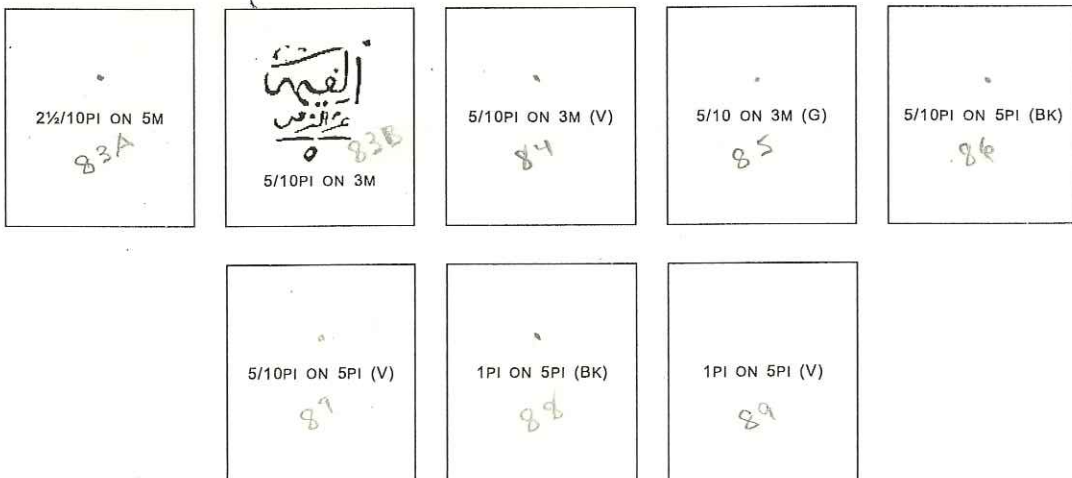 2½/10PI ON 5M
83A
٥
83B
5/10PI ON 3M
5/10PI ON 3M (V)
84
5/10 ON 3M (G)
85
5/10PI ON 5PI (BK)
86
5/10PI ON 5PI (V)
87
1PI ON 5PI (BK)
88
1PI ON 5PI (V)
89